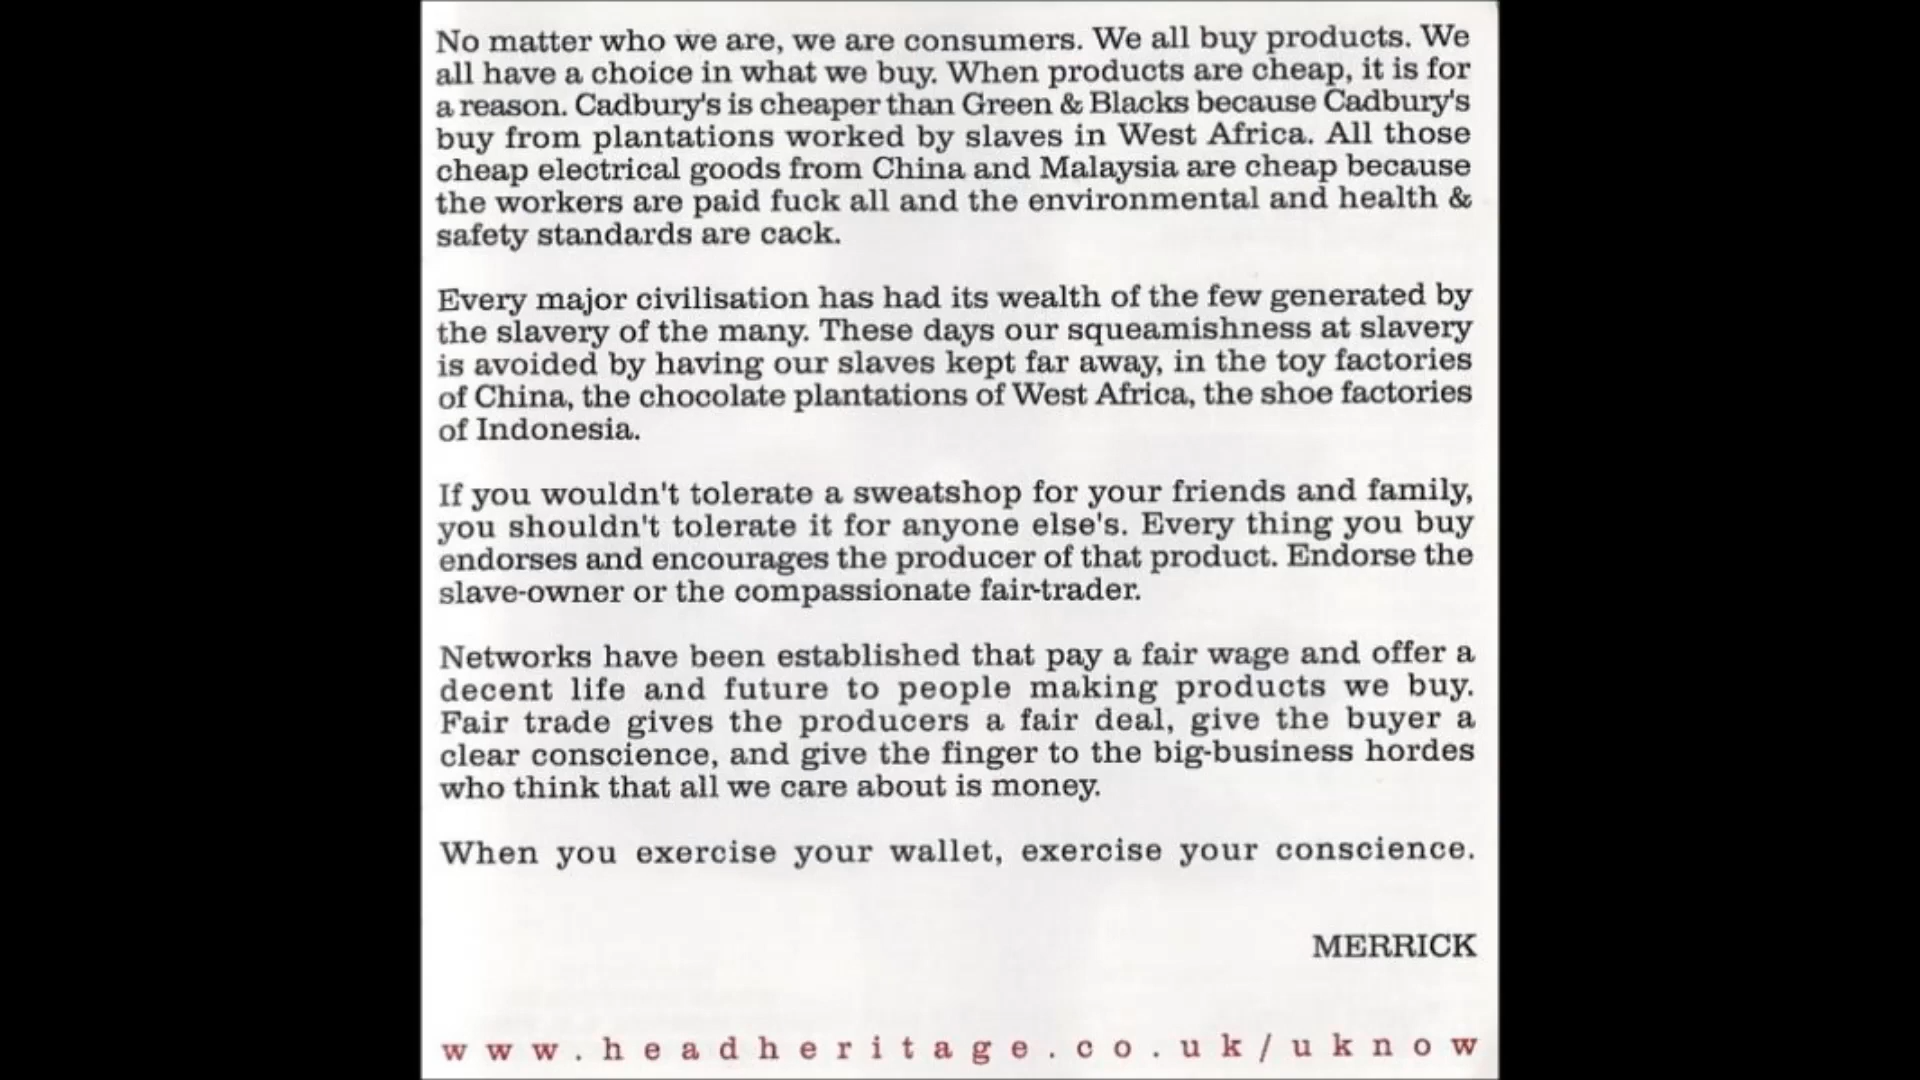 No matter who we are, we are consumers. We all buy products. We
all have a choice in what we buy. When products are cheap, it is for
a reason. Cadbury's is cheaper than Green & Blacks because Cadbury's
buy from plantations worked by slaves in West Africa. All those
cheap electrical goods from China and Malaysia are cheap because
the workers are paid fuck all and the environmental and health &
safety standards are cack.
Every major civilisation has had its wealth of the few generated by
the slavery of the many. These days our squeamishness at slavery
is avoided by having our slaves kept far away, in the toy factories
of China, the chocolate plantations of West Africa, the shoe factories
of Indonesia.
If you wouldn't tolerate a sweatshop for your friends and family,
you shouldn't tolerate it for anyone else's. Every thing you buy
endorses and encourages the producer of that product. Endorse the
slave-owner or the compassionate fair-trader.
Networks have been established that pay a fair wage and offer a
decent life and future to people making products we buy.
Fair trade gives the producers a fair deal, give the buyer a
clear conscience, and give the finger to the big-business hordes
who think that all we care about is money.
When you exercise your wallet, exercise your conscience.
MERRICK
www.headheritage.co.uk/uknow